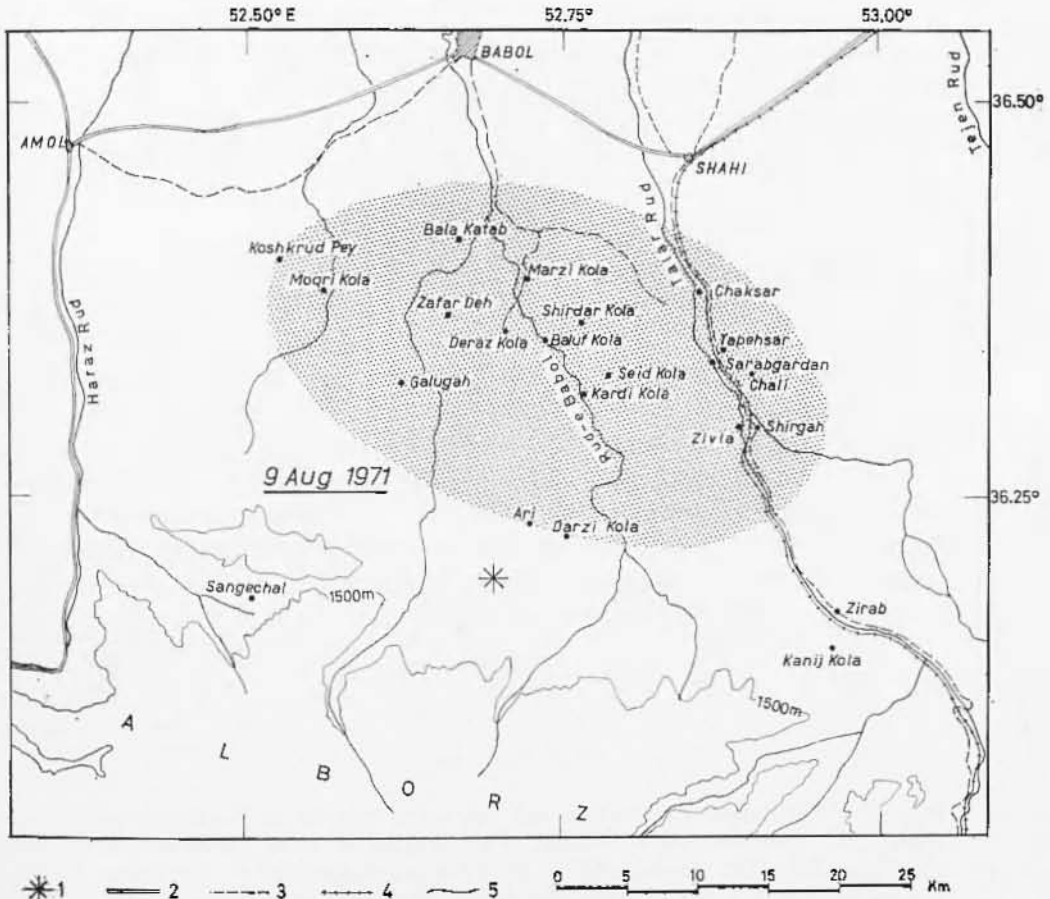 52.50°E 52.75° 53.00°
BABOL
36.50°
Tejen Rud
AMOL
SHAHI
Talar Rud
Bala Kafab
Koshkrud Pey
Marzi Kola
Moqri Kola
Chaksar
Haraz Rud
Zafar Deh
Shirdar Kola
Deraz Kola
Baluf Kola
Tapehsar
Sarabgardan
Galugah
Seid Kola
Chali
Kardi Kola
Rud-e Babol
Zivla
Shirgah
9 Aug 1971
36.25°
Ari
Darzi Kola
Sangechal
1500m
Zirab
Kanij Kola
1500m
ALBORZ
1 2 3 4 5 0 5 10 15 20 25 Km